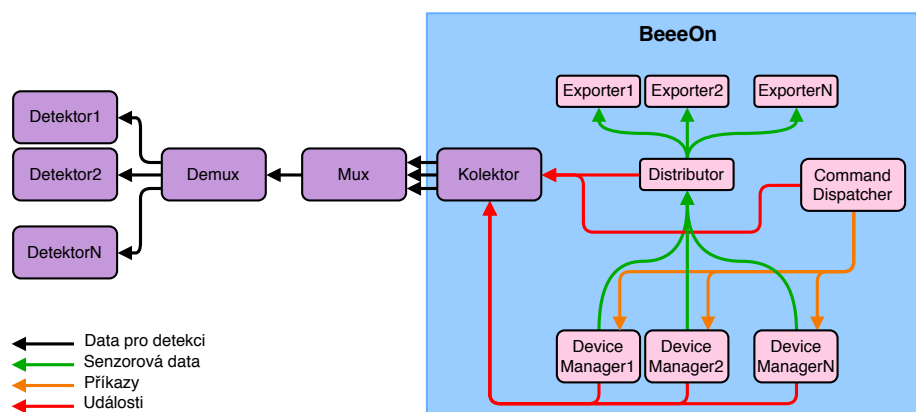 BeeeOn
Exporter1
Exporter2
ExporterN
Detektor1
Detektor2
DetektorN
Demux
Mux
Kolektor
Distributor
Command
Dispatcher
Device
Manager1
Device
Manager2
Device
ManagerN
Data pro detekci
Senzorová data
Příkazy
Události